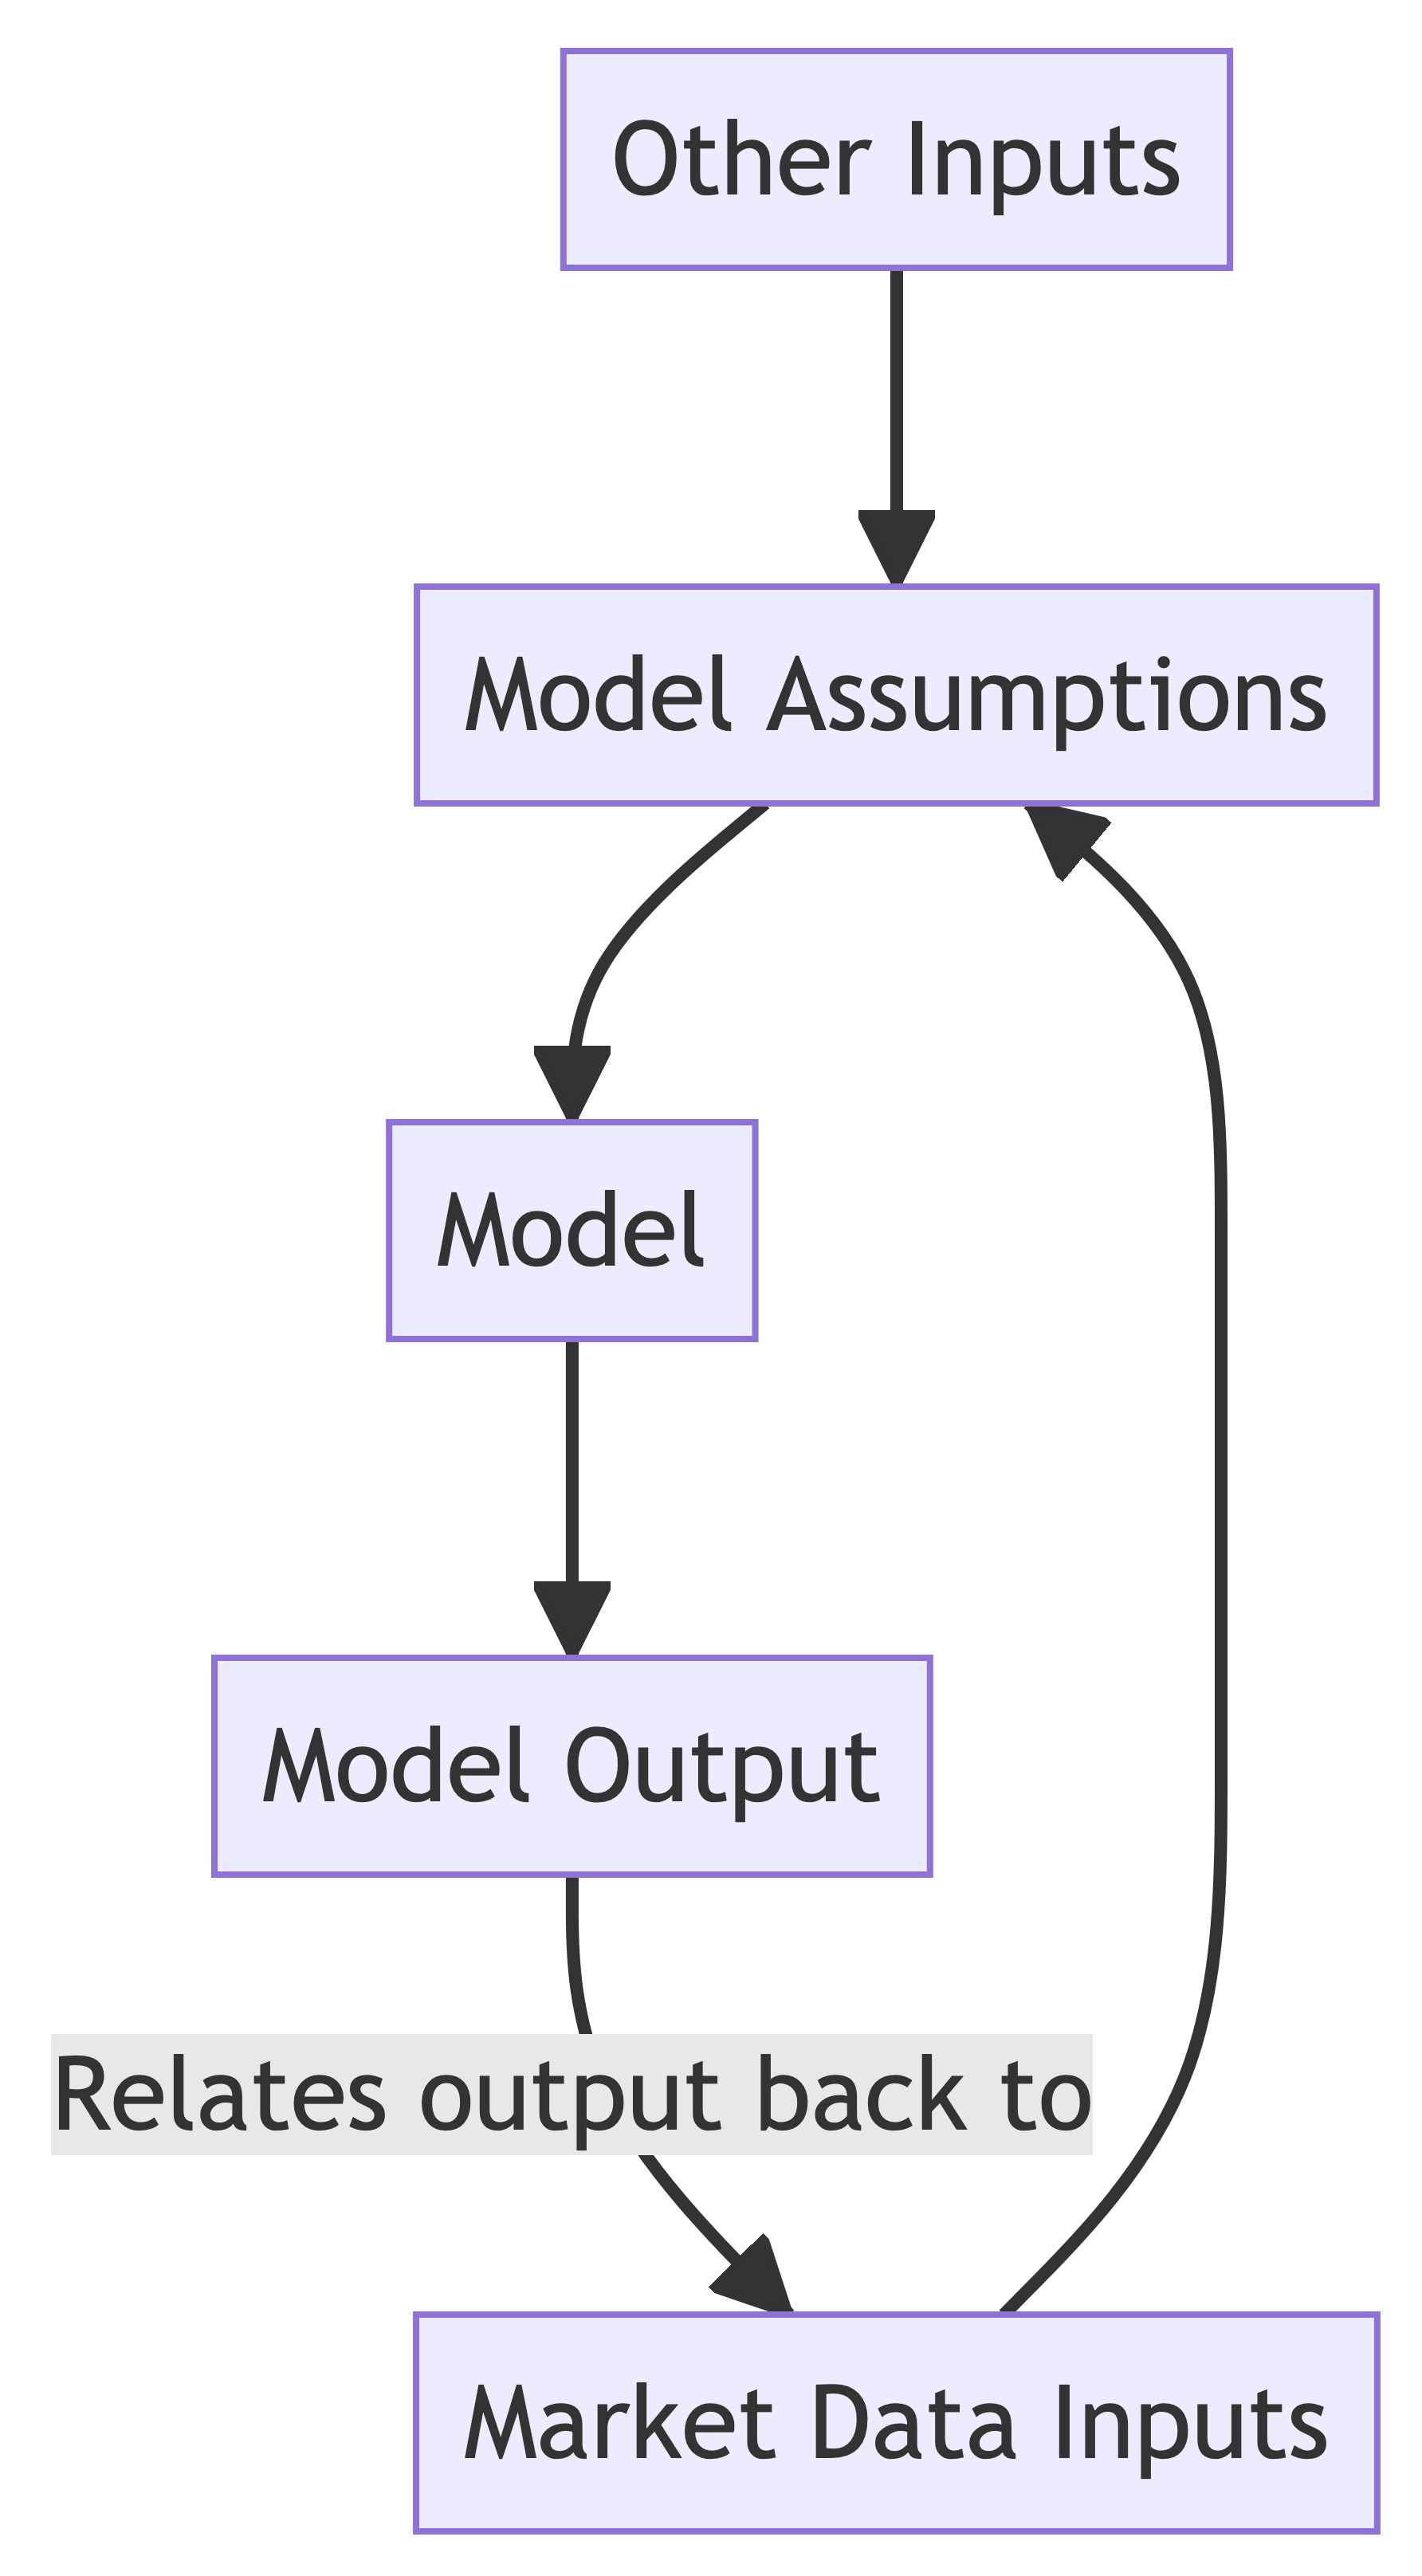 Other Inputs
Model Assumptions
Model
Model Output
Relates output back to
Market Data Inputs